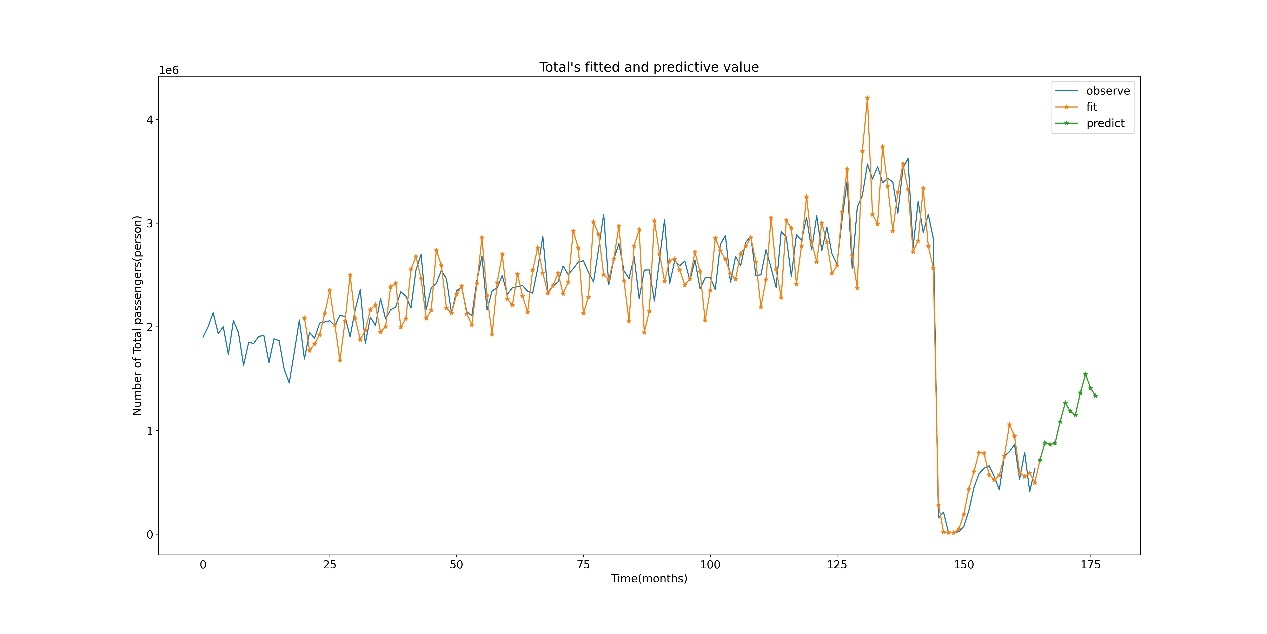 Total's fitted and predictive value
1e6
observe
fit
predict
4
3
2
1
0
Number of Total passengers(person)
0 25 50 75 100 125 150 175
Time(months)